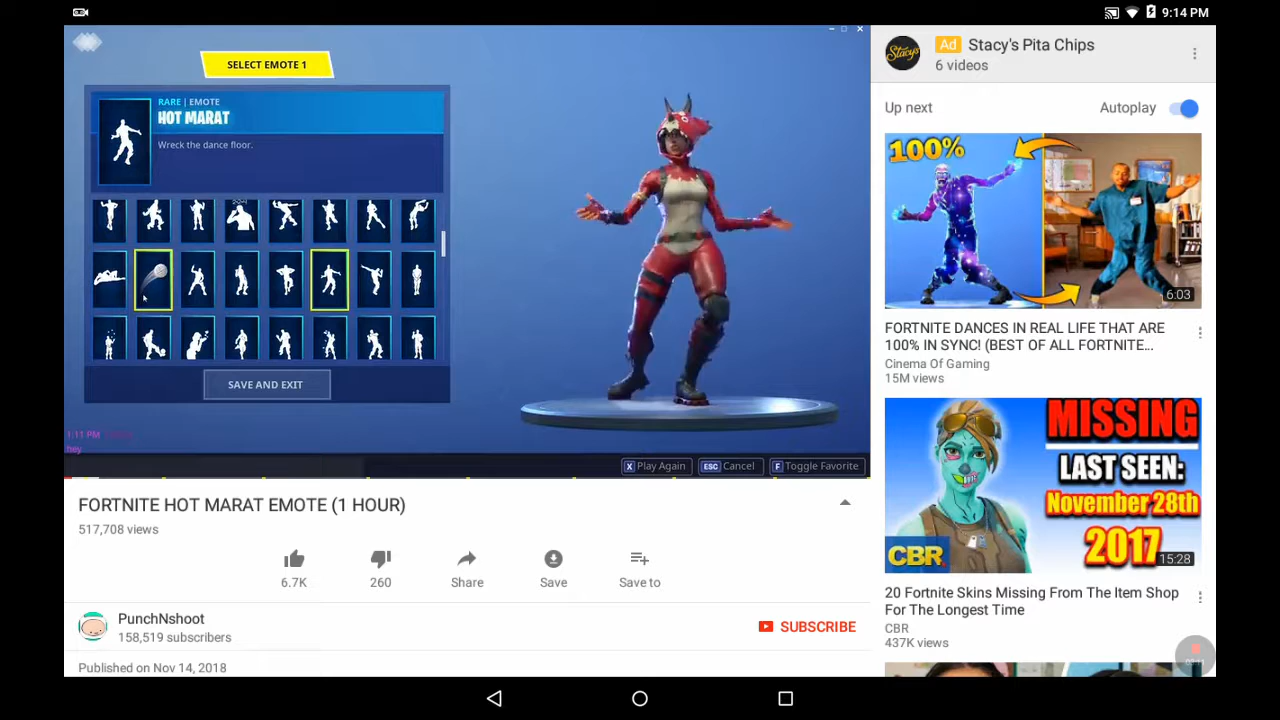 9:14 PM
SELECT EMOTE 1
RARE | EMOTE
HOT MARAT
Wreck the dance floor.
SAVE AND EXIT
1:11 PM
hey
X Play Again
ESC Cancel
F Toggle Favorite
FORTNITE HOT MARAT EMOTE (1 HOUR)
517,708 views
6.7K
260
Share
Save
Save to
PunchNshoot
158,519 subscribers
SUBSCRIBE
Published on Nov 14, 2018
Stacy's
Ad Stacy's Pita Chips
6 videos
Up next
Autoplay
100%
6:03
FORTNITE DANCES IN REAL LIFE THAT ARE
100% IN SYNC! (BEST OF ALL FORTNITE...
Cinema Of Gaming
15M views
MISSING
LAST SEEN:
November 28th
2017
CBR
15:28
20 Fortnite Skins Missing From The Item Shop
For The Longest Time
CBR
437K views